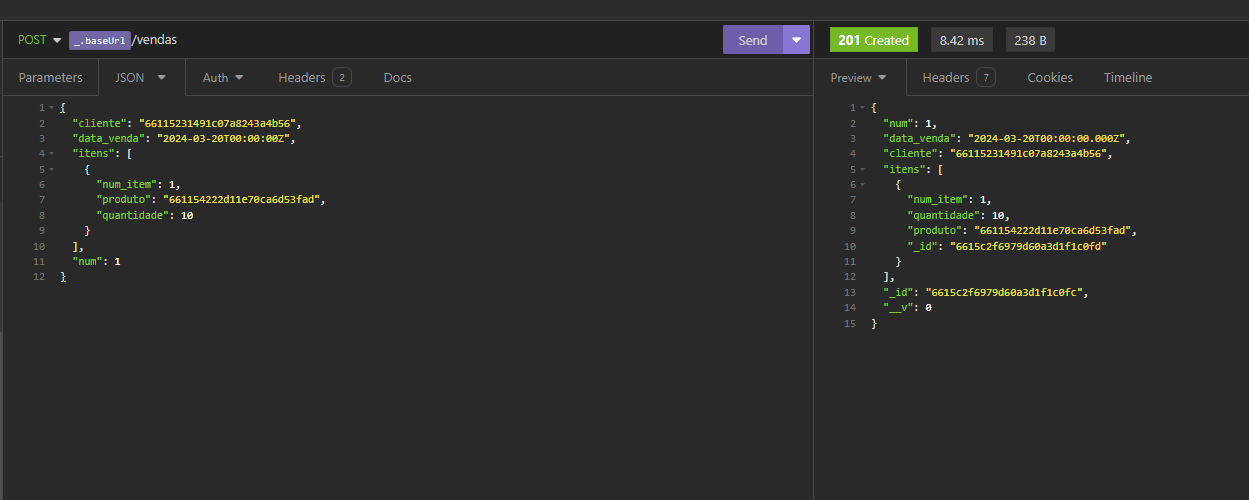 POST _.baseUrl /vendas Send
Parameters JSON Auth Headers 2 Docs
1 {
2 "cliente": "66115231491c07a8243a4b56",
3 "data_venda": "2024-03-20T00:00:00Z",
4 "itens": [
5 {
6 "num_item": 1,
7 "produto": "661154222d11e70ca6d53fad",
8 "quantidade": 10
9 }
10 ],
11 "num": 1
12 }
201 Created 8.42 ms 238 B
Preview Headers 7 Cookies Timeline
1 {
2 "num": 1,
3 "data_venda": "2024-03-20T00:00:00.000Z",
4 "cliente": "66115231491c07a8243a4b56",
5 "itens": [
6 {
7 "num_item": 1,
8 "quantidade": 10,
9 "produto": "661154222d11e70ca6d53fad",
10 "_id": "6615c2f6979d60a3d1f1c0fd"
11 }
12 ],
13 "_id": "6615c2f6979d60a3d1f1c0fc",
14 "__v": 0
15 }